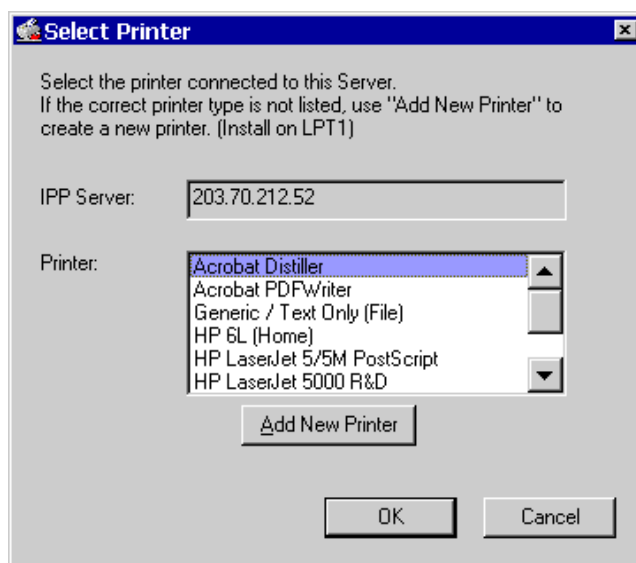 Select Printer
Select the printer connected to this Server.
If the correct printer type is not listed, use "Add New Printer" to
create a new printer. (Install on LPT1)
IPP Server:
203.70.212.52
Printer:
Acrobat Distiller
Acrobat PDFWriter
Generic / Text Only (File)
HP 6L (Home)
HP LaserJet 5/5M PostScript
HP LaserJet 5000 R&D
Add New Printer
OK
Cancel